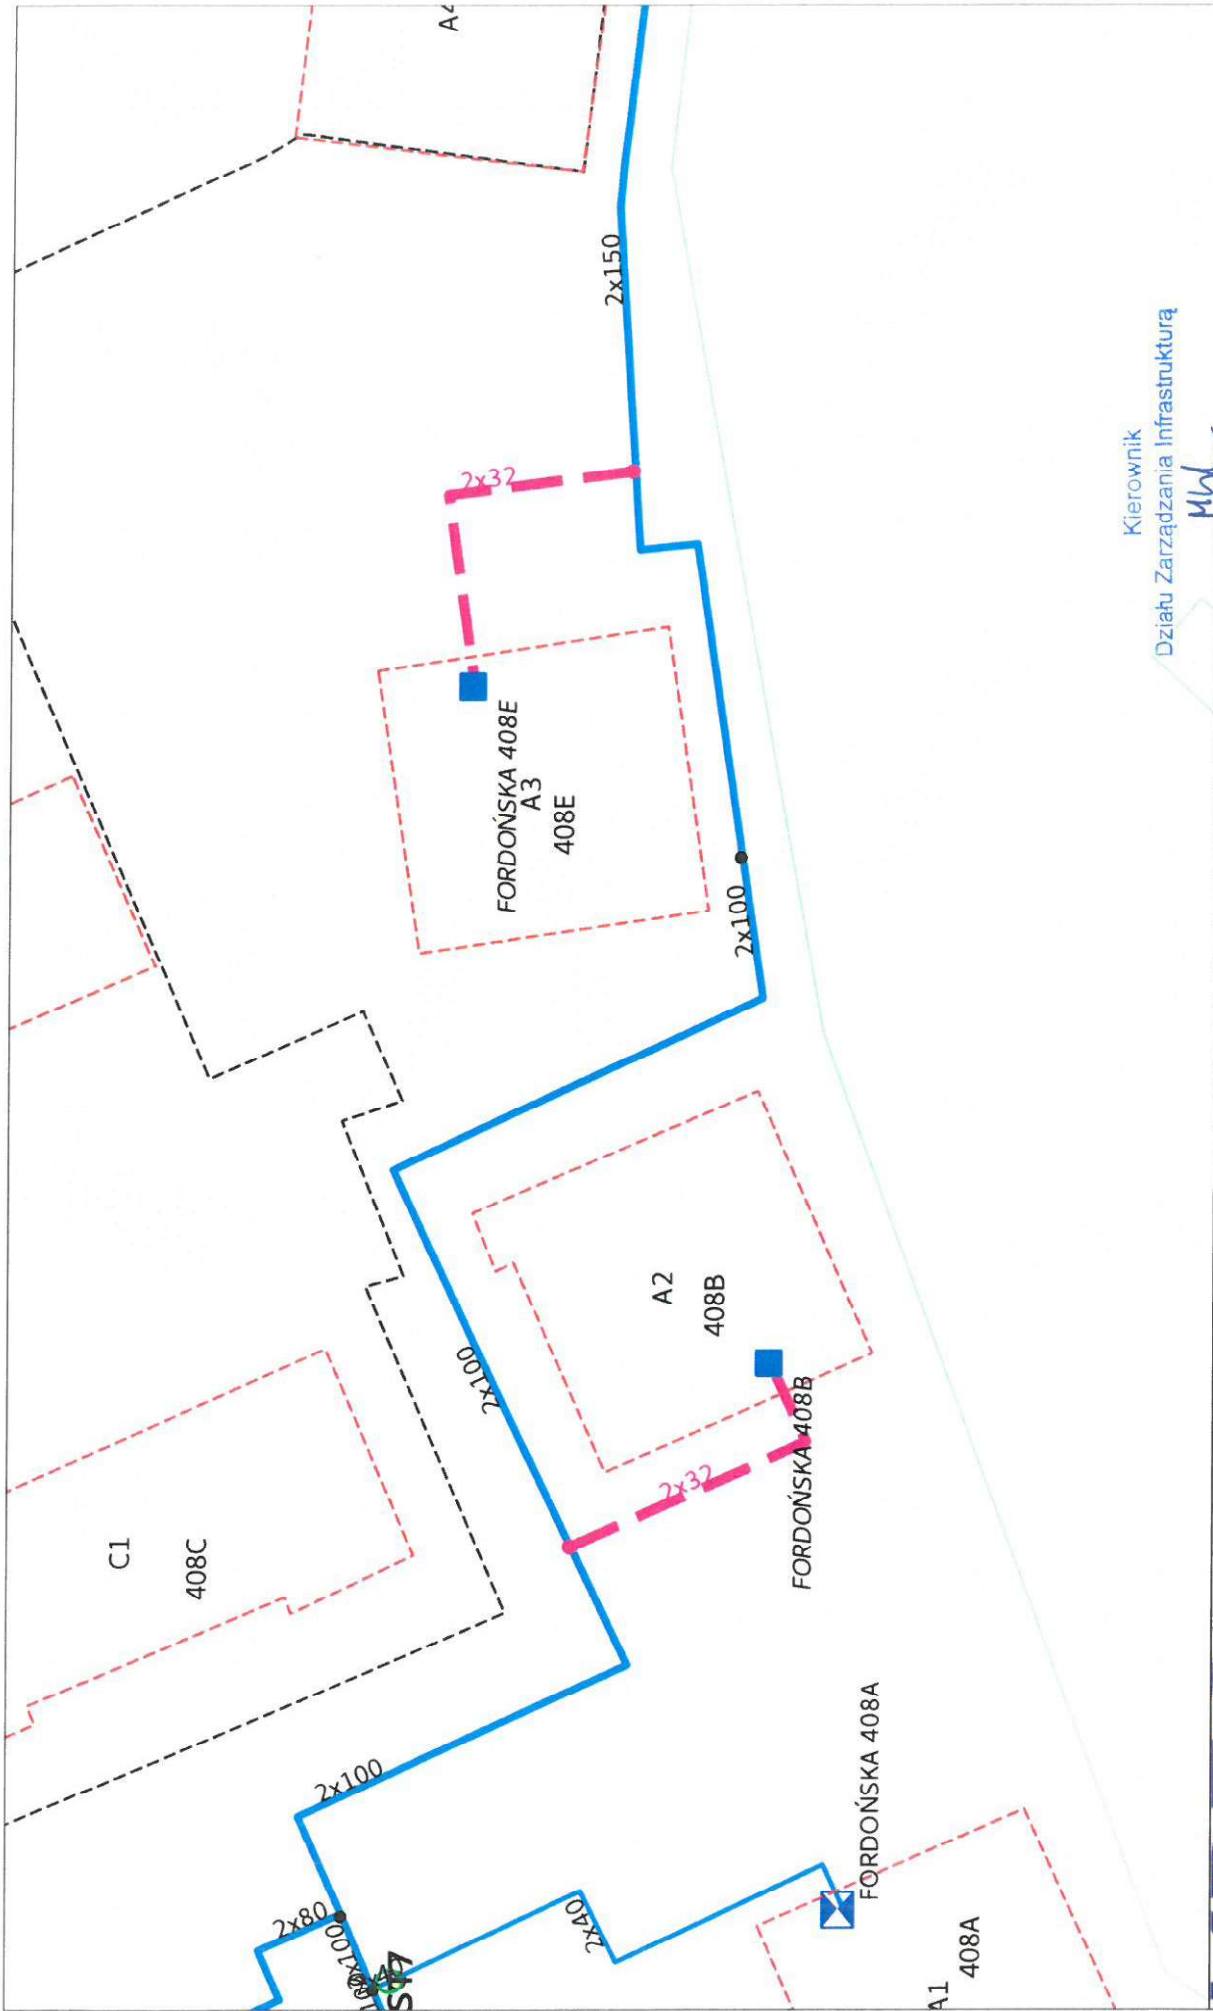 A4
2x150
2x32
FORDOŃSKA 408E
A3
408E
2x100
C1
408C
2x100
A2
408B
2x32
FORDOŃSKA 408B
2x100
2x80
2x100
2x40
FORDOŃSKA 408A
A1
408A
Kierownik
Działu Zarządzania Infrastrukturą